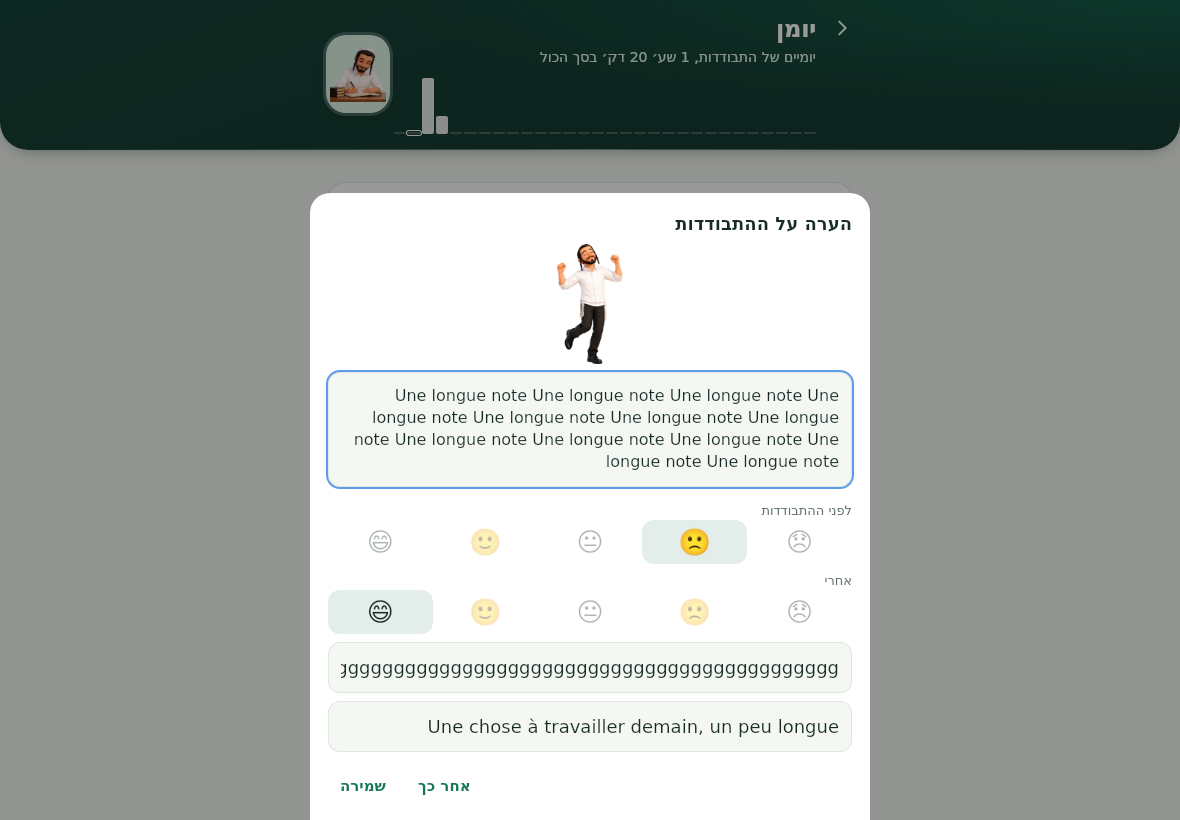 יומן
יומיים של התבודדות, 1 שע׳ 20 דק׳ בסך הכול
הערה על ההתבודדות
Une longue note Une longue note Une longue note Une
longue note Une longue note Une longue note Une longue
note Une longue note Une longue note Une longue note Une
longue note Une longue note
לפני ההתבודדות
אחרי
Une chose à travailler demain, un peu longue
אחר כך
שמירה